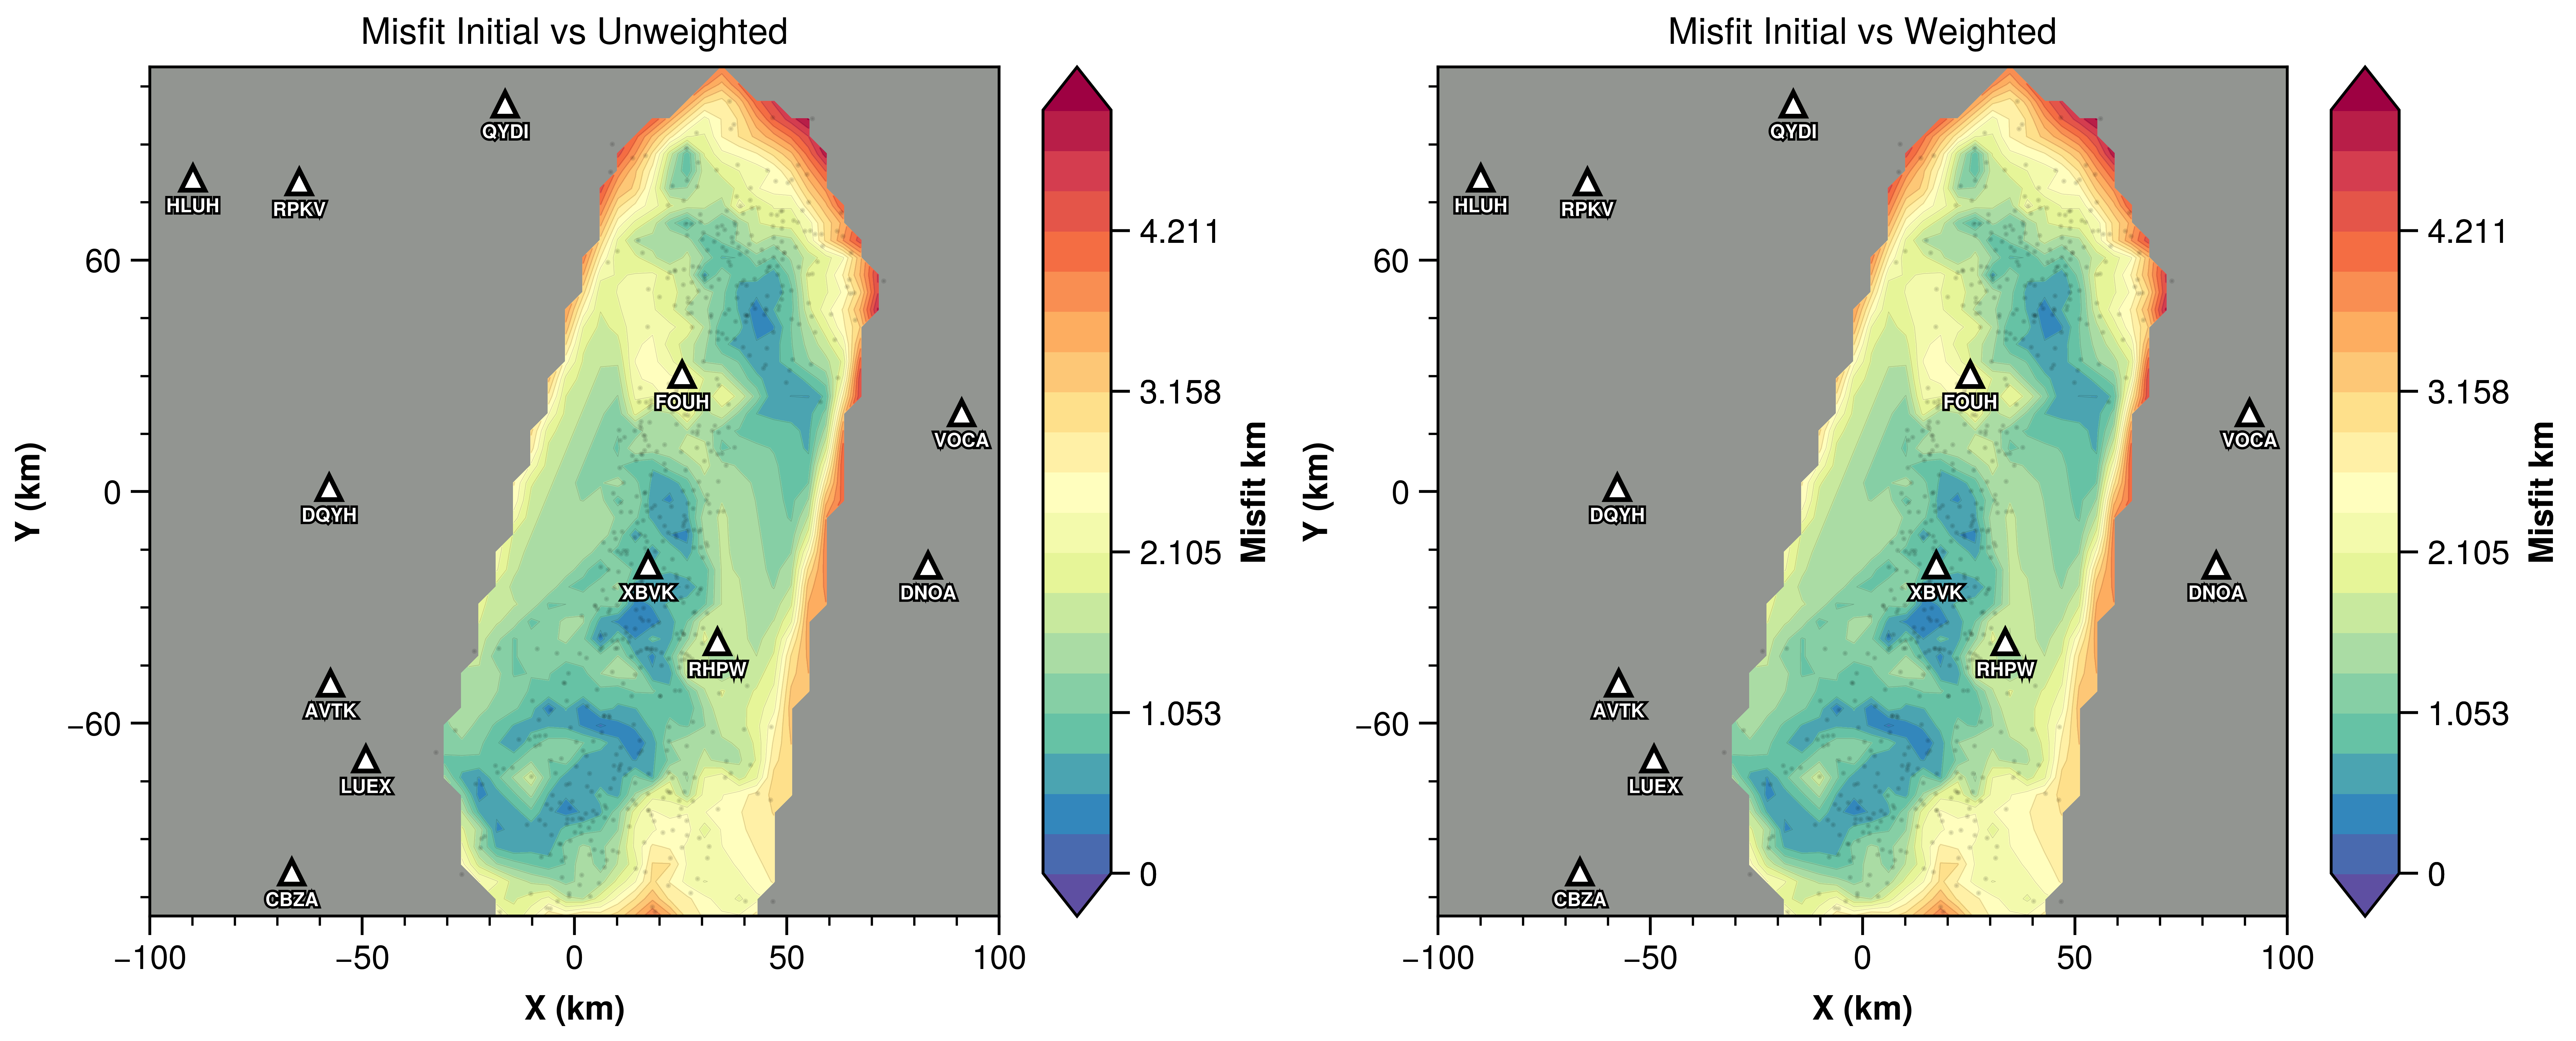 Misfit Initial vs Unweighted
QYDI
HLUH
RPKV
FOUH
VOCA
DQYH
XBVK
DNOA
RHPW
AVTK
LUEX
CBZA
60
0
−60
−100
−50
0
50
100
X (km)
Y (km)
4.211
3.158
2.105
1.053
0
Misfit km
Misfit Initial vs Weighted
QYDI
HLUH
RPKV
FOUH
VOCA
DQYH
XBVK
DNOA
RHPW
AVTK
LUEX
CBZA
60
0
−60
−100
−50
0
50
100
X (km)
Y (km)
4.211
3.158
2.105
1.053
0
Misfit km